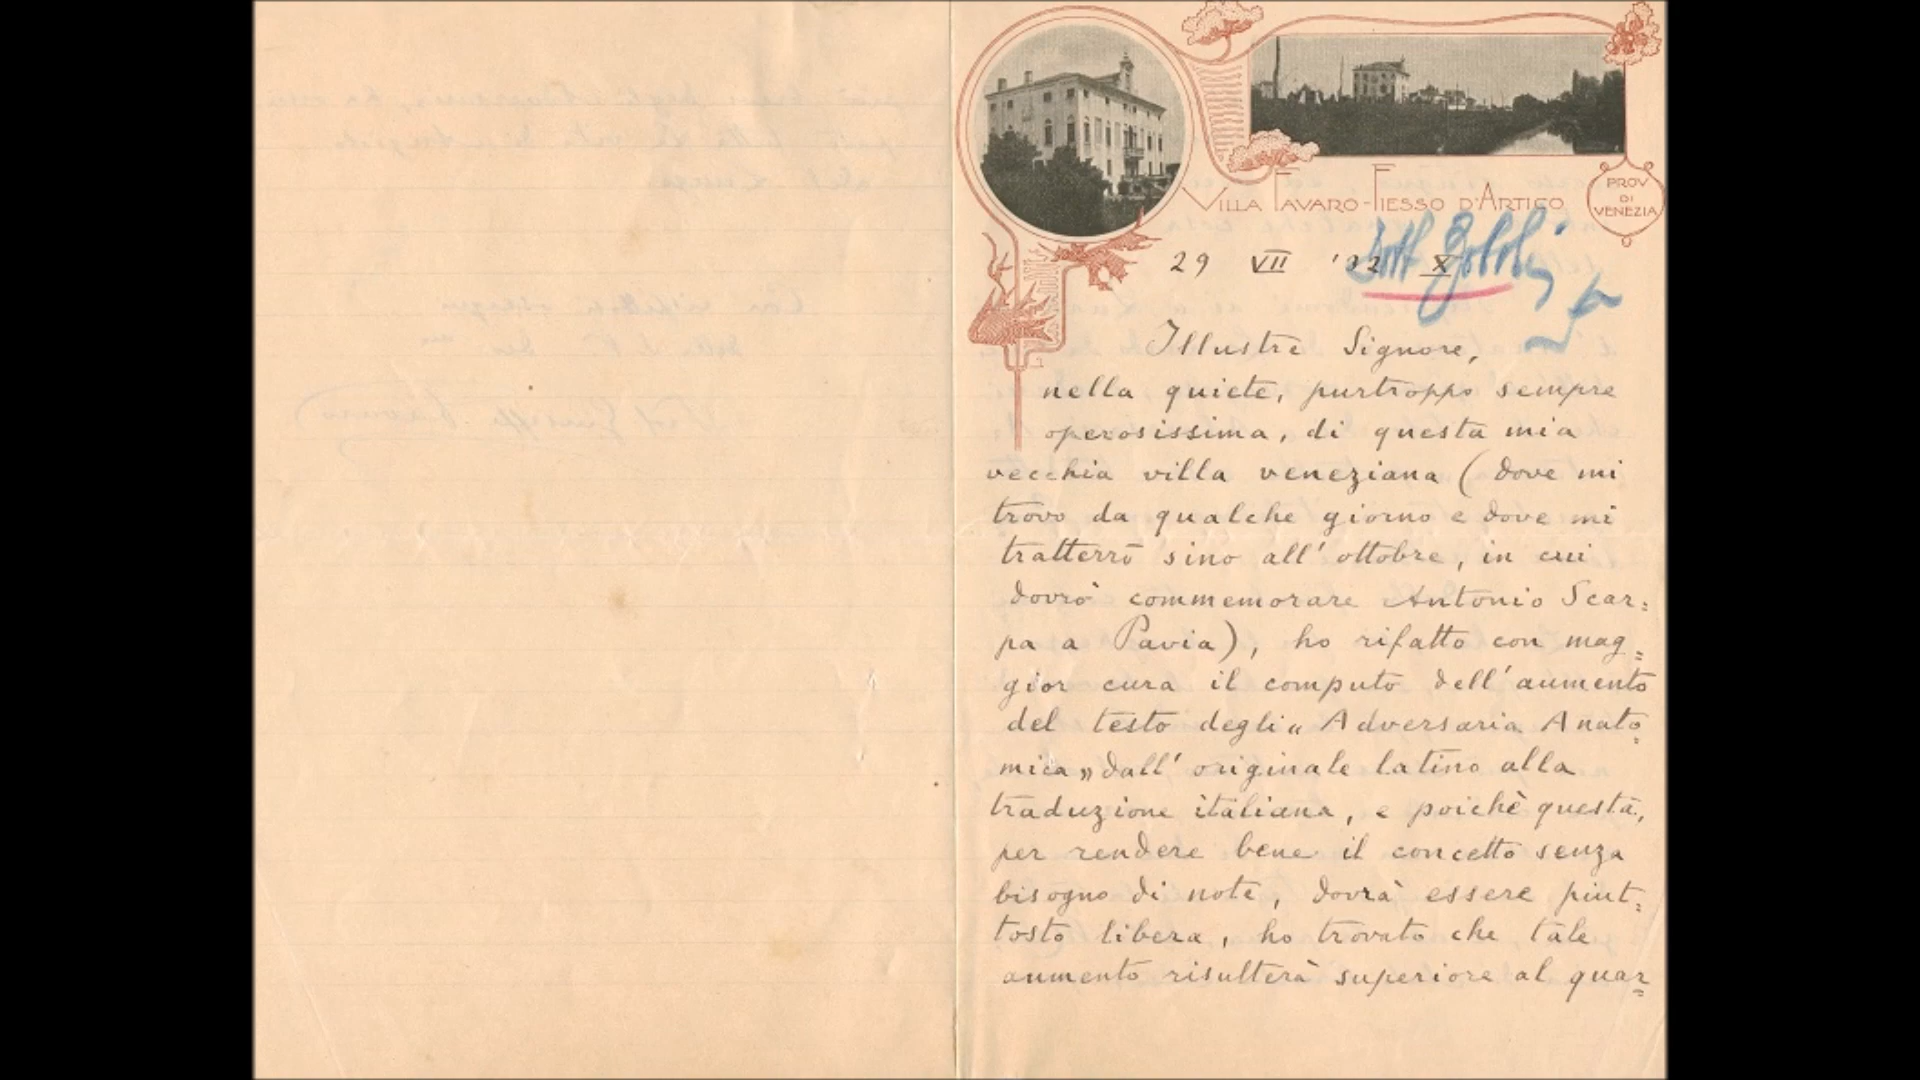 VILLA FAVARO-FIESSO D'ARTICO
PROV
DI
VENEZIA
29 VII '32 X
Dott
Illustre Signore,
nella quiete, purtroppo sempre
operosissima, di questa mia
vecchia villa veneziana (dove mi
trovo da qualche giorno e dove mi
tratterrò sino all'ottobre, in cui
dovrò commemorare Antonio Scar=
pa a Pavia), ho rifatto con mag=
gior cura il computo dell'aumento
del testo degli « Adversaria Anato=
mica » dall'originale latino alla
traduzione italiana, e poichè questa,
per rendere bene il concetto senza
bisogno di note, dovrà essere piut=
tosto libera, ho trovato che tale
aumento risulterà superiore al quar=